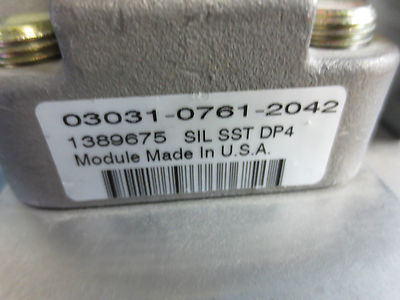 03031-0761-2042
1389675 SIL SST DP4
Module Made In U.S.A.